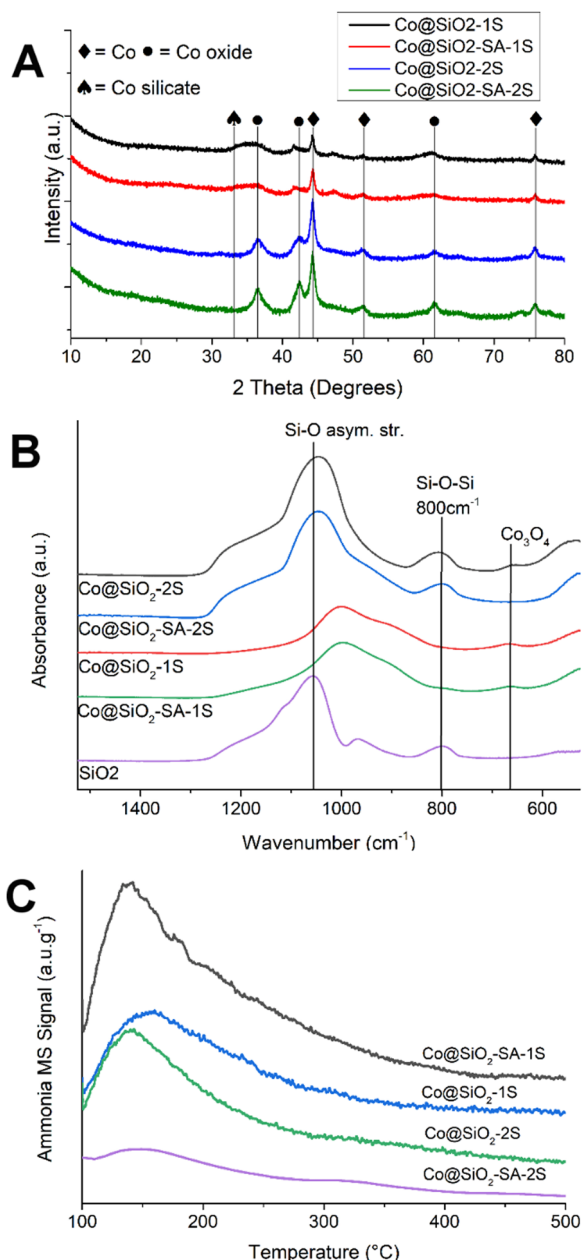 A
♦ = Co ● = Co oxide
♠ = Co silicate
Co@SiO2-1S
Co@SiO2-SA-1S
Co@SiO2-2S
Co@SiO2-SA-2S
Intensity (a.u.)
10 20 30 40 50 60 70 80
2 Theta (Degrees)
B
Si-O asym. str.
Si-O-Si
800cm⁻¹
Co₃O₄
Absorbance (a.u.)
Co@SiO₂-2S
Co@SiO₂-SA-2S
Co@SiO₂-1S
Co@SiO₂-SA-1S
SiO2
1400 1200 1000 800 600
Wavenumber (cm⁻¹)
C
Ammonia MS Signal (a.u.g⁻¹)
Co@SiO₂-SA-1S
Co@SiO₂-1S
Co@SiO₂-2S
Co@SiO₂-SA-2S
100 200 300 400 500
Temperature (°C)